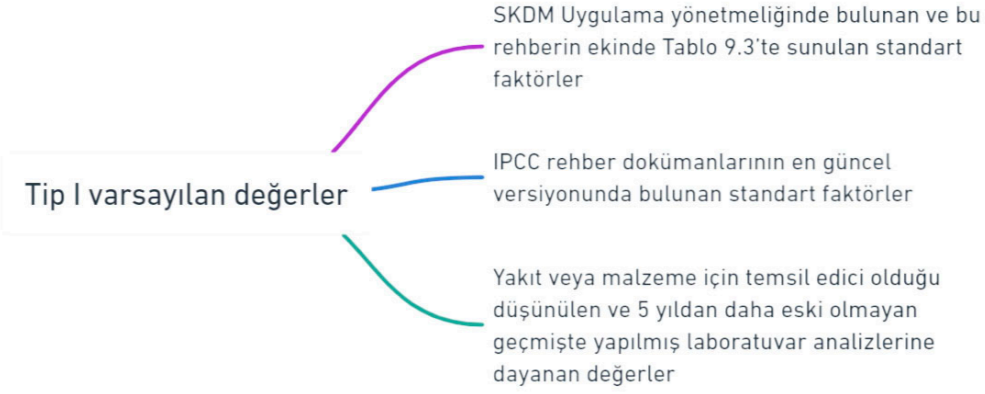 Tip I varsayılan değerler
SKDM Uygulama yönetmeliğinde bulunan ve bu
rehberin ekinde Tablo 9.3'te sunulan standart
faktörler
IPCC rehber dokümanlarının en güncel
versiyonunda bulunan standart faktörler
Yakıt veya malzeme için temsil edici olduğu
düşünülen ve 5 yıldan daha eski olmayan
geçmişte yapılmış laboratuvar analizlerine
dayanan değerler